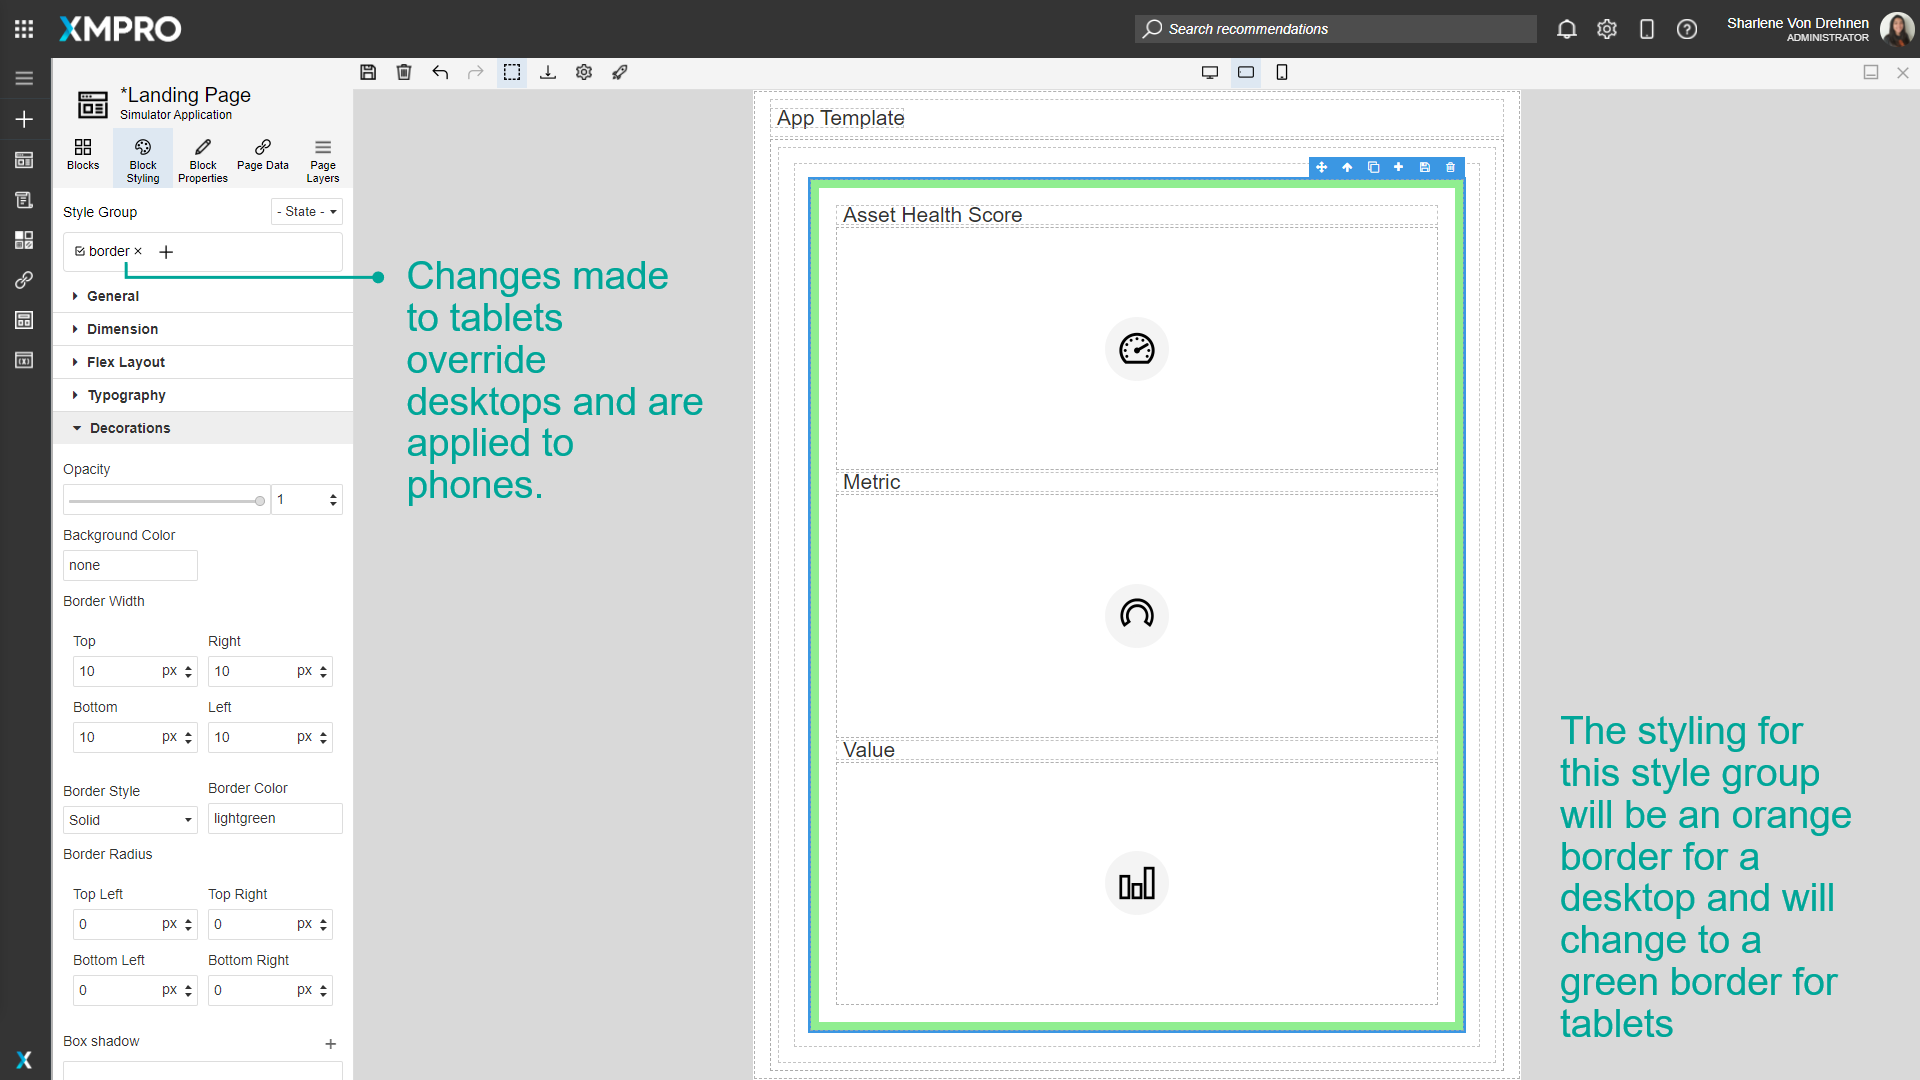 XMPRO
Search recommendations
Sharlene Von Drehnen
ADMINISTRATOR
*Landing Page
Simulator Application
Blocks
Block Styling
Block Properties
Page Data
Page Layers
Style Group
- State -
border ×
General
Dimension
Flex Layout
Typography
Decorations
Opacity
1
Background Color
none
Border Width
Top
Right
10 px
10 px
Bottom
Left
10 px
10 px
Border Style
Border Color
Solid
lightgreen
Border Radius
Top Left
Top Right
0 px
0 px
Bottom Left
Bottom Right
0 px
0 px
Box shadow
Changes made
to tablets
override
desktops and are
applied to
phones.
App Template
Asset Health Score
Metric
Value
The styling for
this style group
will be an orange
border for a
desktop and will
change to a
green border for
tablets